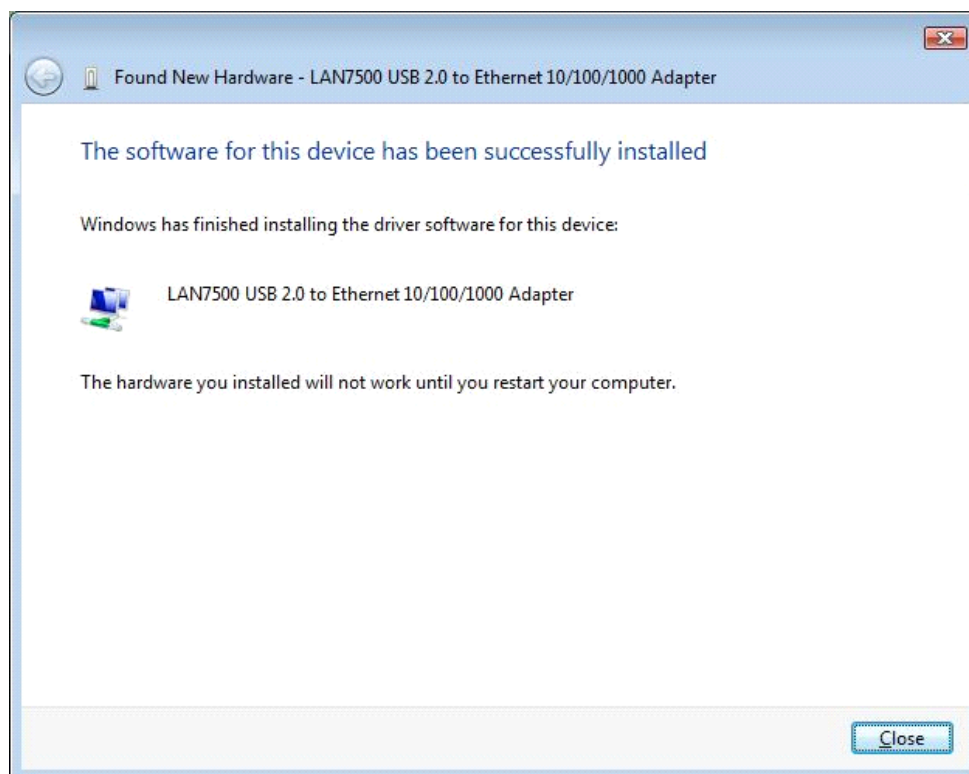 Found New Hardware - LAN7500 USB 2.0 to Ethernet 10/100/1000 Adapter
The software for this device has been successfully installed
Windows has finished installing the driver software for this device:
LAN7500 USB 2.0 to Ethernet 10/100/1000 Adapter
The hardware you installed will not work until you restart your computer.
Close